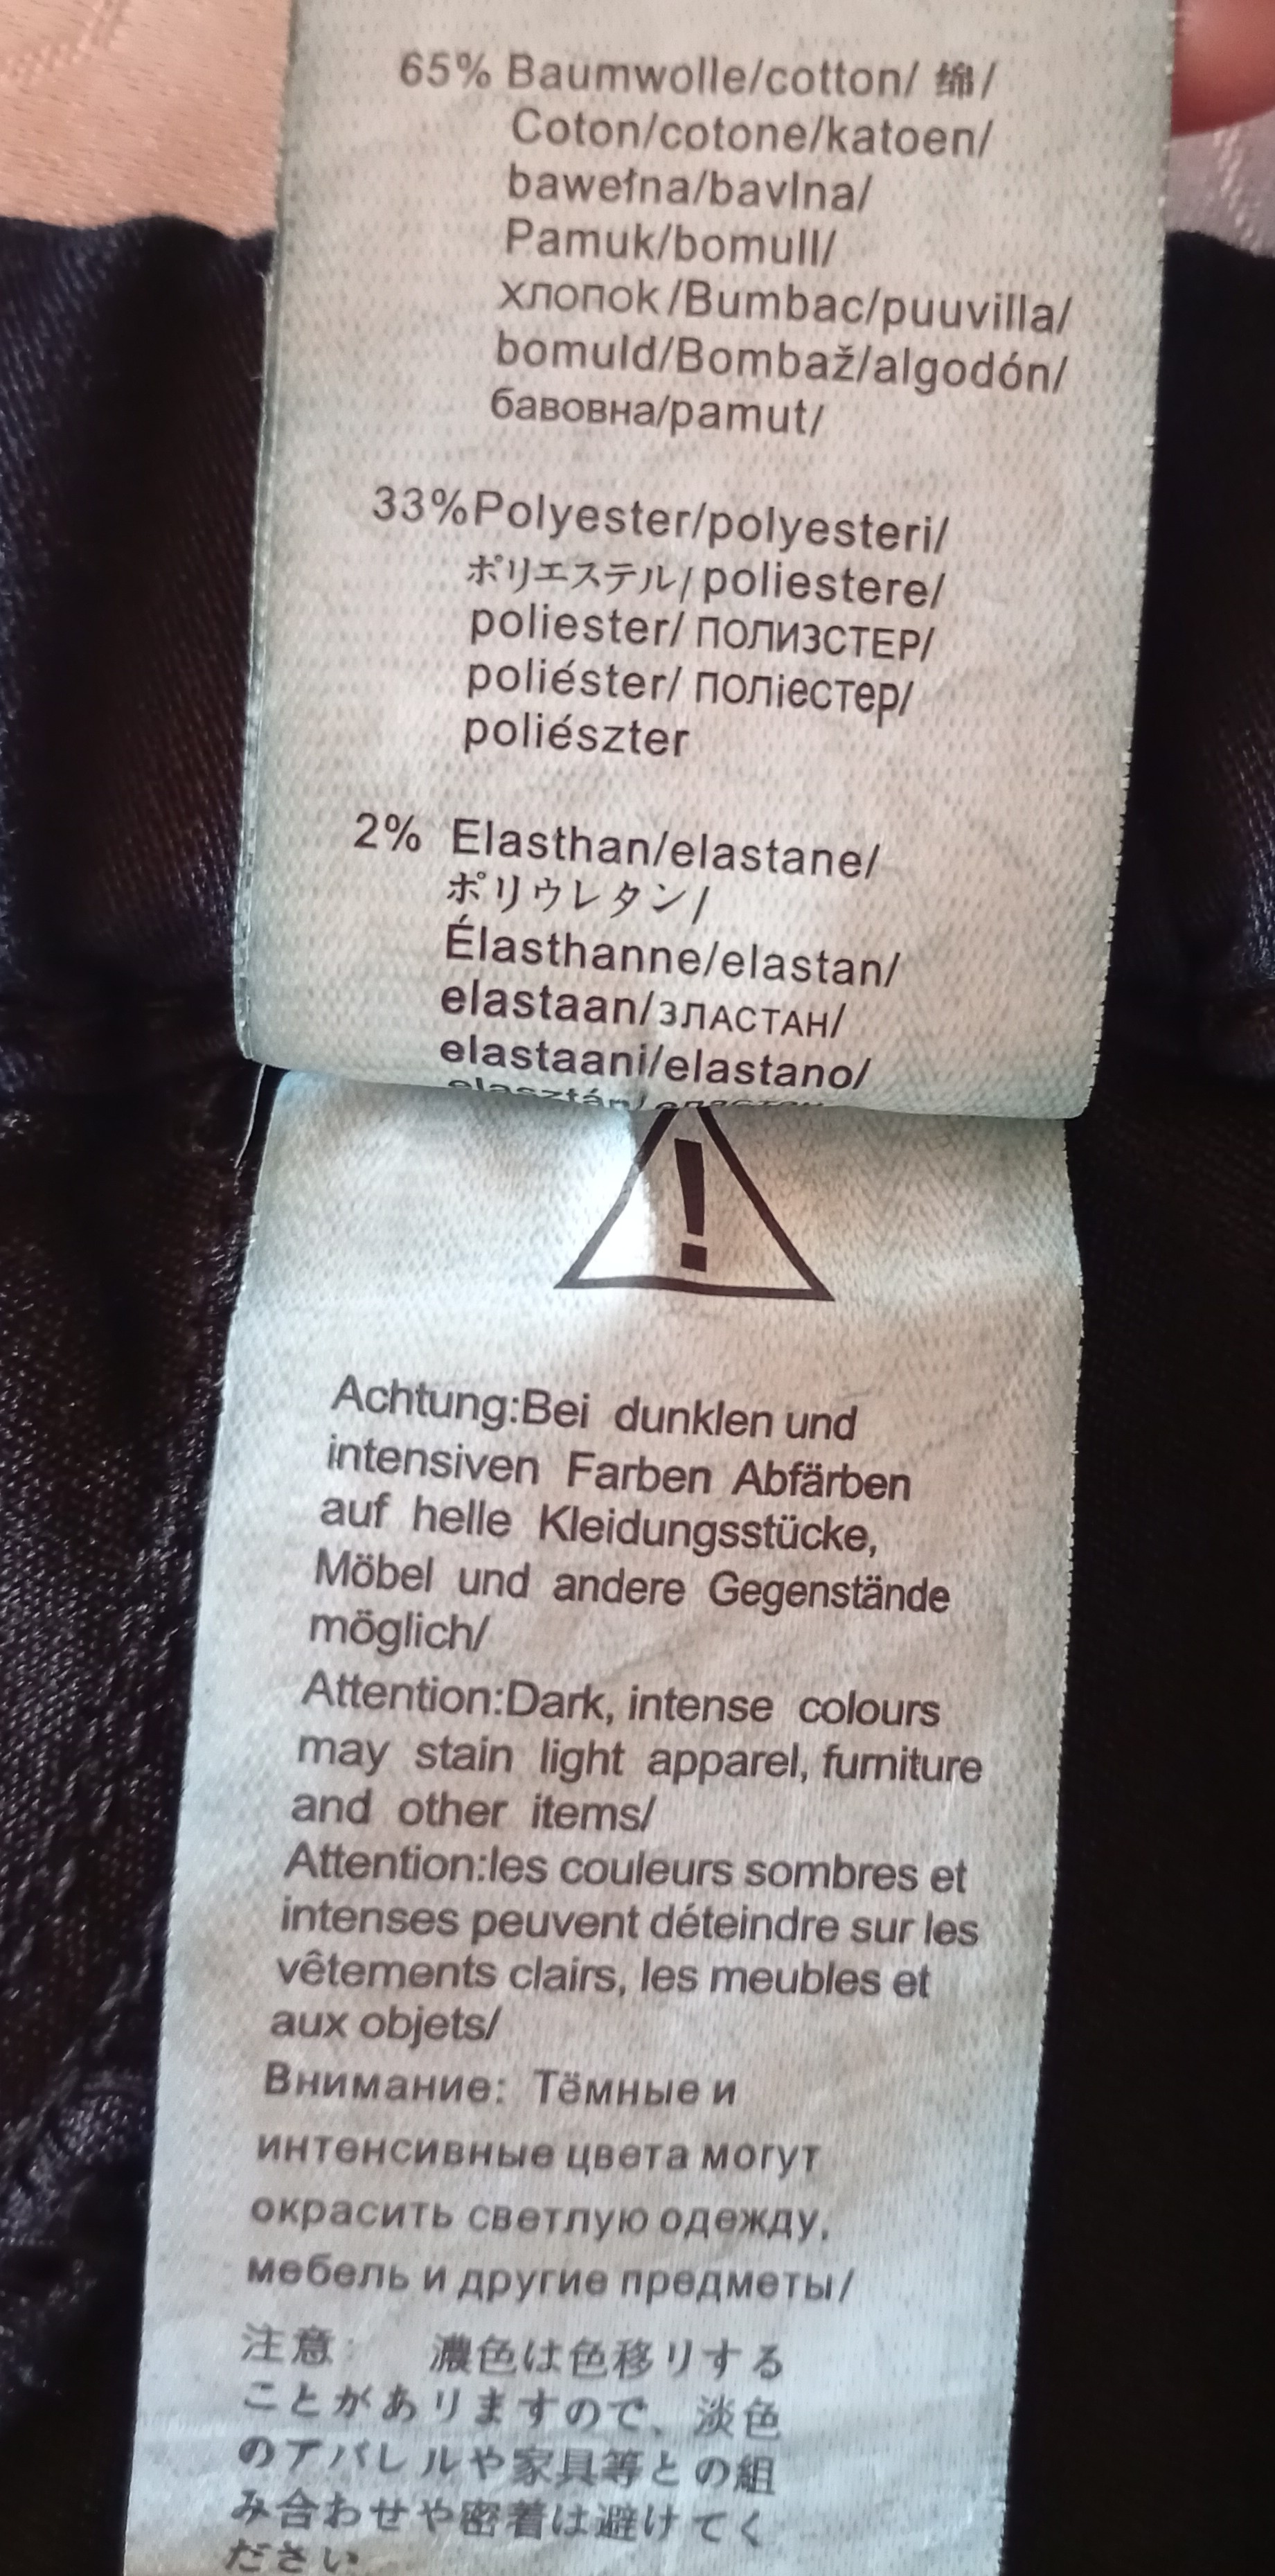 65% Baumwolle/cotton/ 綿/
Coton/cotone/katoen/
bawełna/bavlna/
Pamuk/bomull/
хлопок/Bumbac/puuvilla/
bomuld/Bombaž/algodón/
бавовна/pamut/
33%Polyester/polyesteri/
ポリエステル/poliestere/
poliester/ ПОЛИЗСТЕР/
poliéster/ поліестер/
poliészter
2% Elasthan/elastane/
ポリウレタン/
Élasthanne/elastan/
elastaan/ЗЛАСТАН/
elastaani/elastano/
elasztán/еластан
!
Achtung:Bei dunklen und
intensiven Farben Abfärben
auf helle Kleidungsstücke,
Möbel und andere Gegenstände
möglich/
Attention:Dark, intense colours
may stain light apparel, furniture
and other items/
Attention:les couleurs sombres et
intenses peuvent déteindre sur les
vêtements clairs, les meubles et
aux objets/
Внимание: Тёмные и
интенсивные цвета могут
окрасить светлую одежду,
мебель и другие предметы/
注意: 濃色は色移りする
ことがありますので、淡色
のアパレルや家具等との組
み合わせや密着は避けてく
ださい